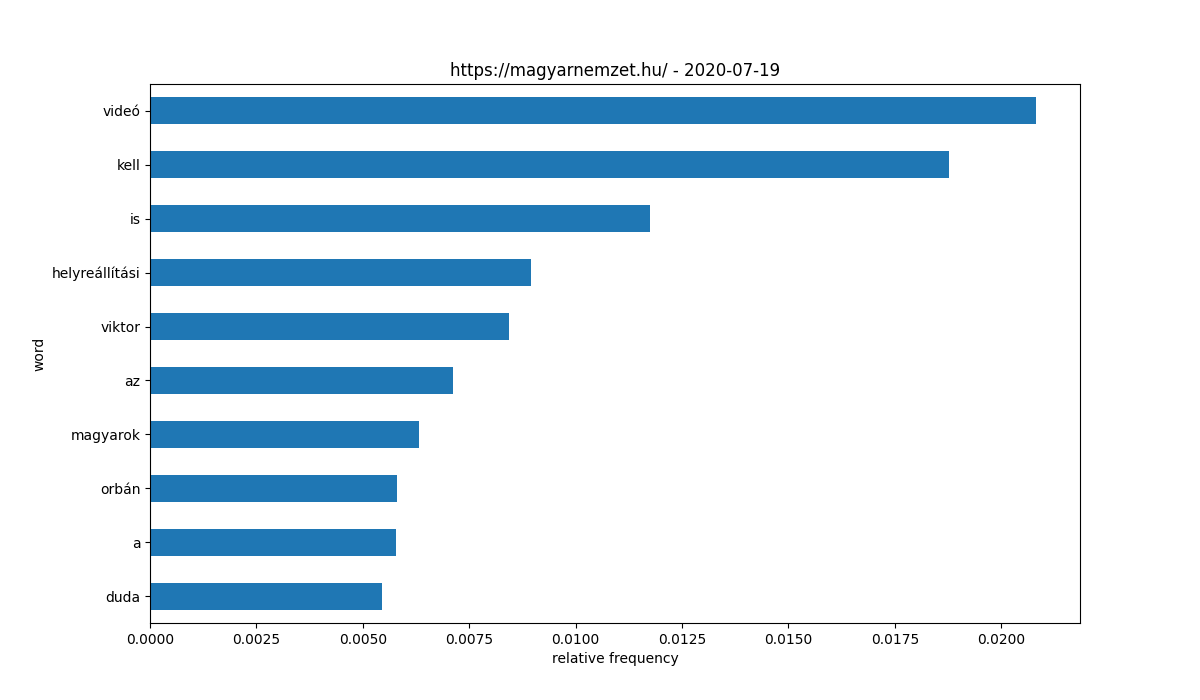 https://magyarnemzet.hu/ - 2020-07-19
videó
kell
is
helyreállítási
viktor
az
magyarok
orbán
a
duda
word
0.0000 0.0025 0.0050 0.0075 0.0100 0.0125 0.0150 0.0175 0.0200
relative frequency